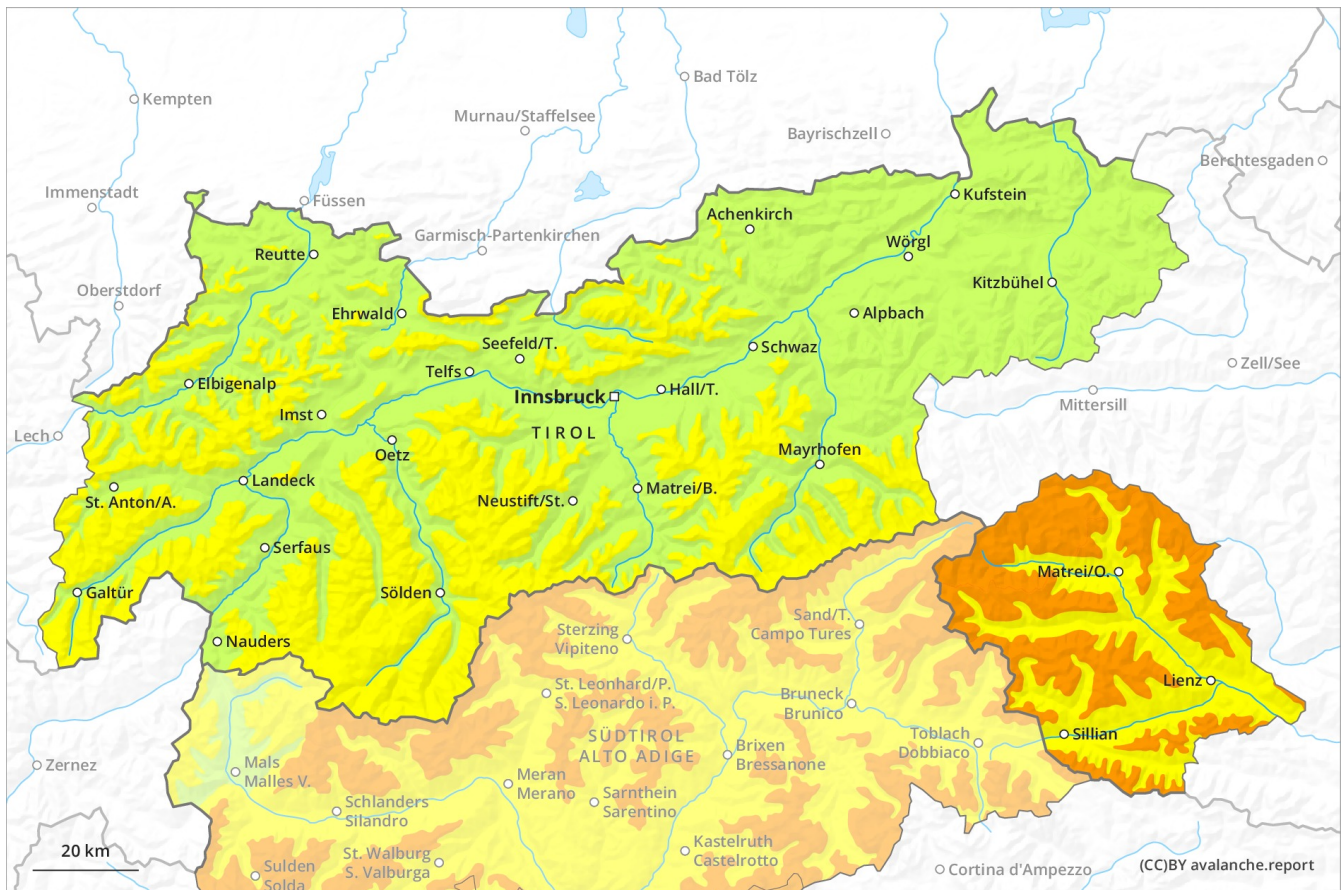 Kempten
Bad Tölz
Murnau/Staffelsee
Bayrischzell
Berchtesgaden
Immenstadt
Füssen
Kufstein
Achenkirch
Garmisch-Partenkirchen
Reutte
Wörgl
Oberstdorf
Kitzbühel
Ehrwald
Alpbach
Seefeld/T.
Schwaz
Zell/See
Telfs
Elbigenalp
Innsbruck
Hall/T.
Mittersill
Imst
TIROL
Lech
Oetz
Mayrhofen
Landeck
Matrei/B.
St. Anton/A.
Neustift/St.
Serfaus
Matrei/O.
Galtür
Sölden
Sand/T.
Campo Tures
Sterzing
Vipiteno
Nauders
Lienz
St. Leonhard/P.
S. Leonardo i. P.
Bruneck
Brunico
Sillian
SÜDTIROL
ALTO ADIGE
Toblach
Dobbiaco
Brixen
Bressanone
Zernez
Mals
Malles V.
Meran
Merano
Sarnthein
Sarentino
Schlanders
Silandro
Kastelruth
Castelrotto
20 km
St. Walburg
S. Valburga
Sulden
Solda
Cortina d'Ampezzo
(CC)BY avalanche.report